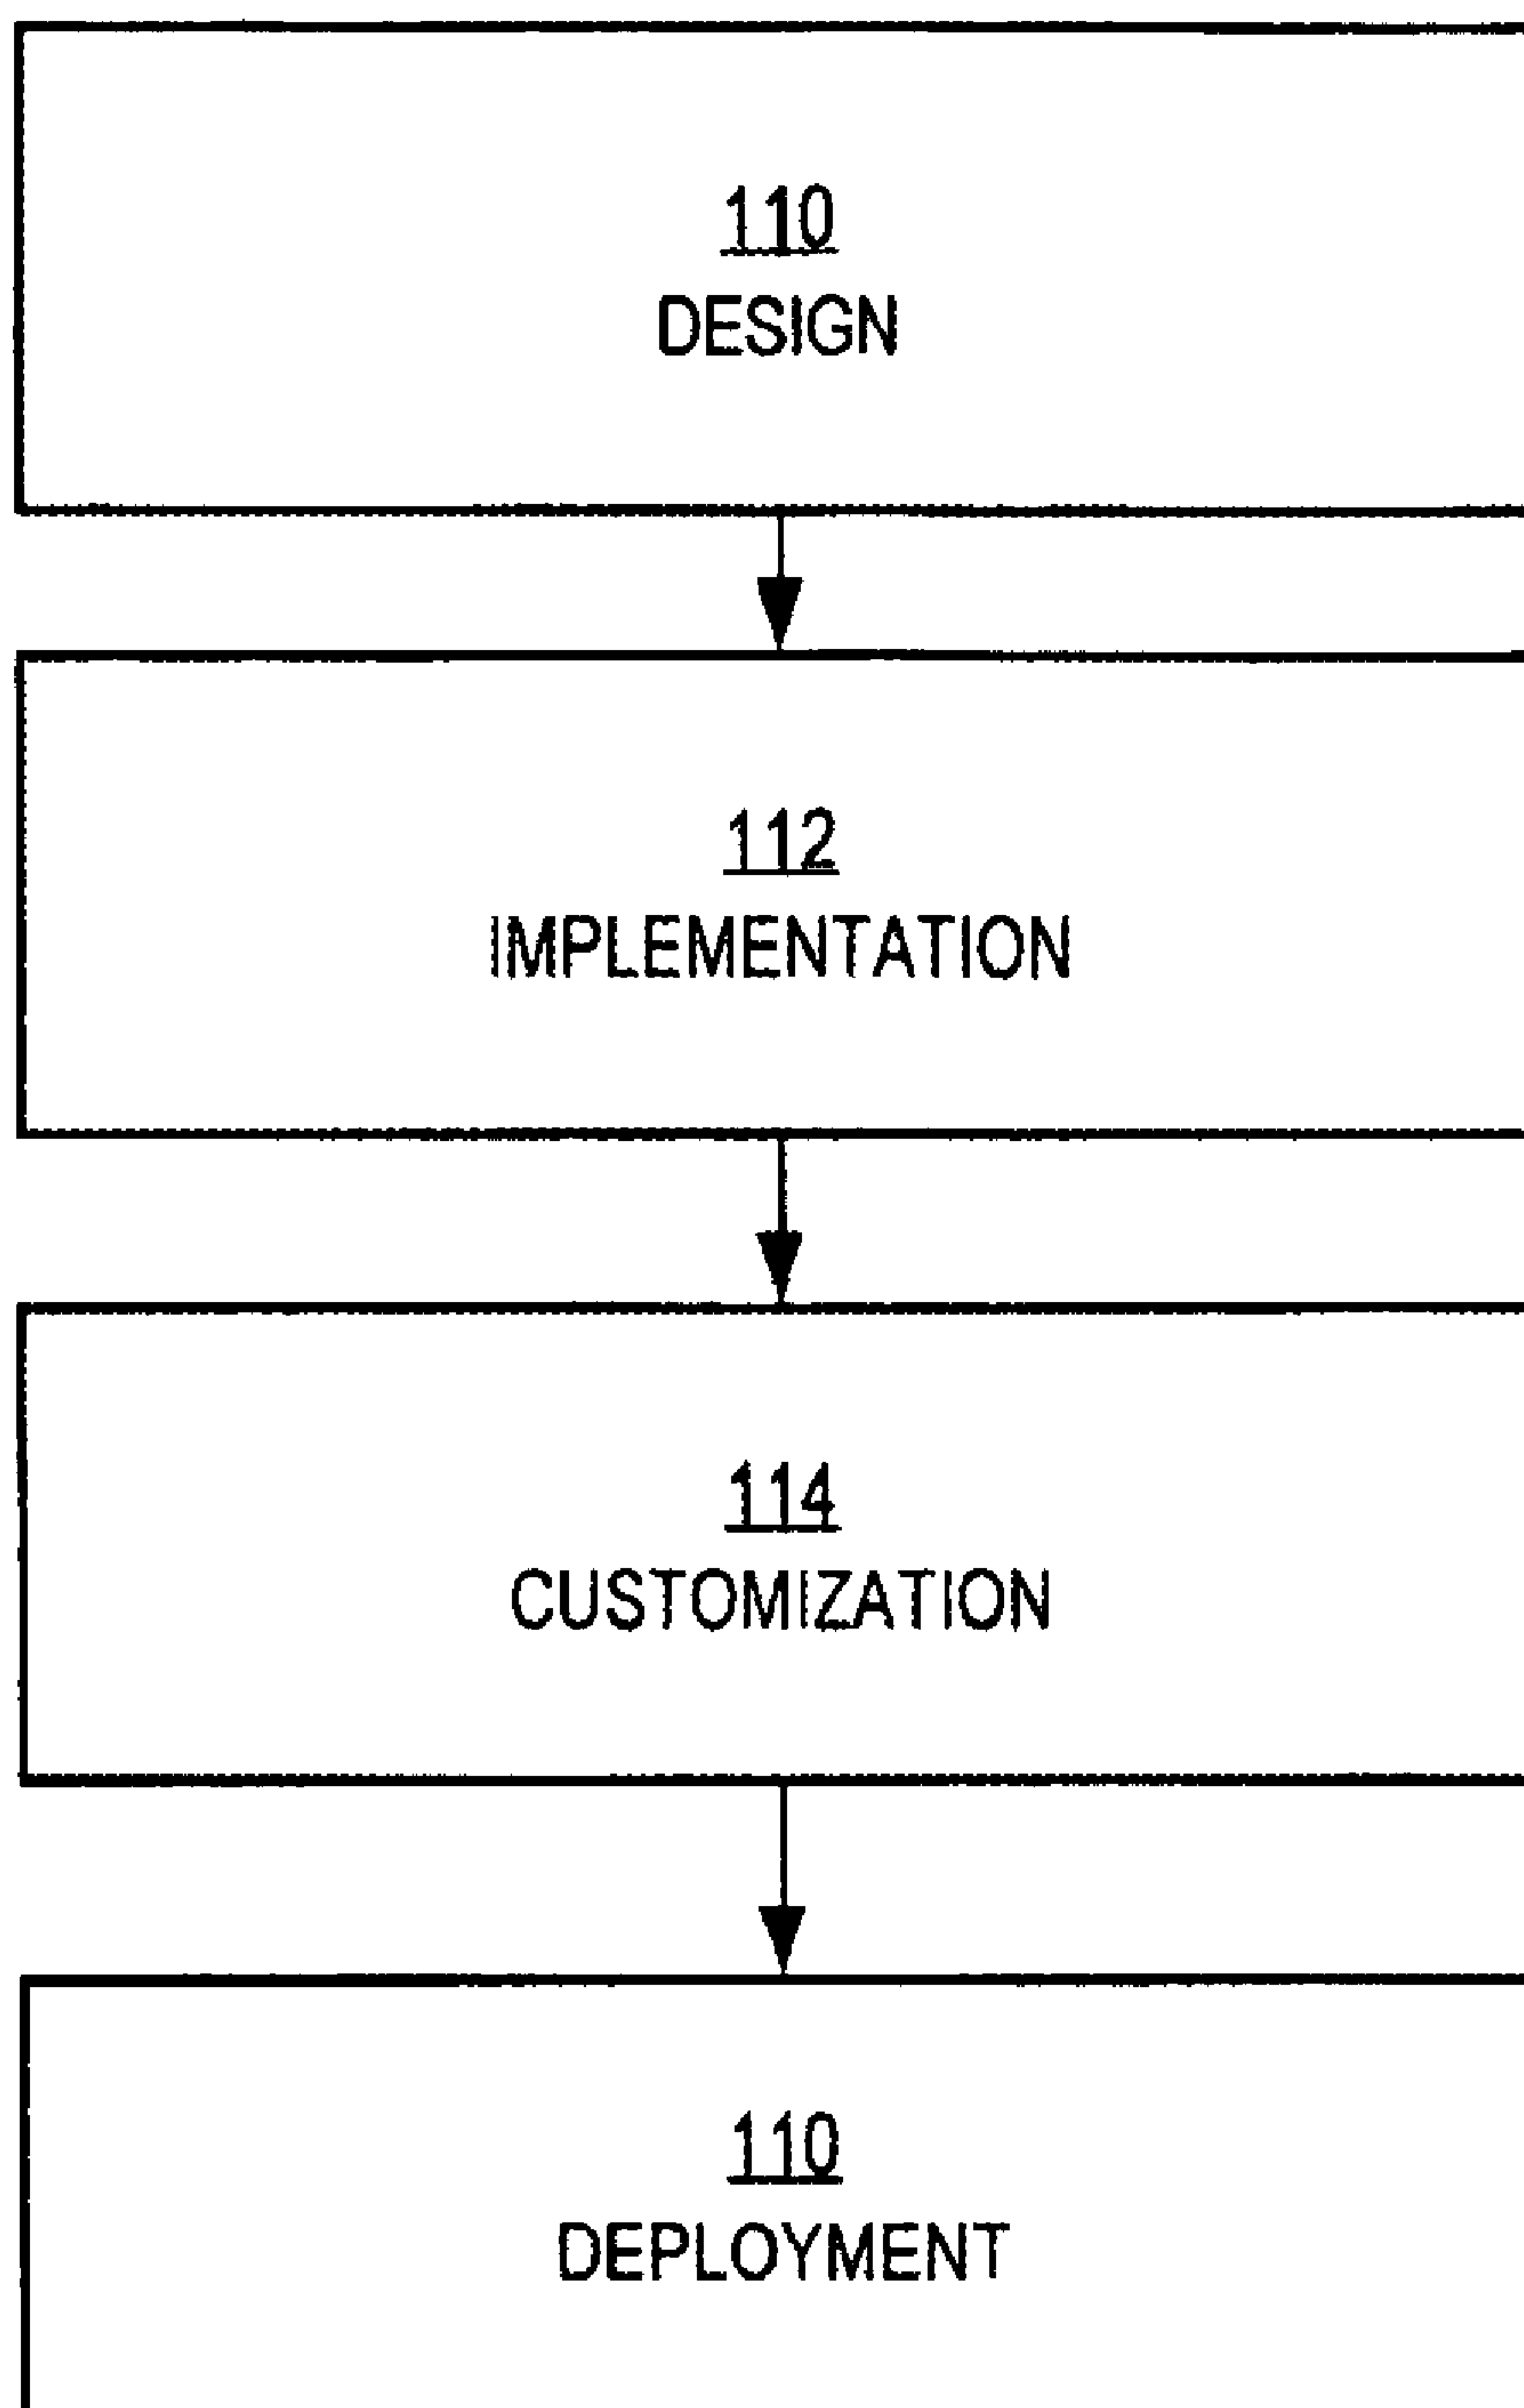 110
DESIGN
112
IMPLEMENTATION
114
CUSTOMIZATION
110
DEPLOYMENT